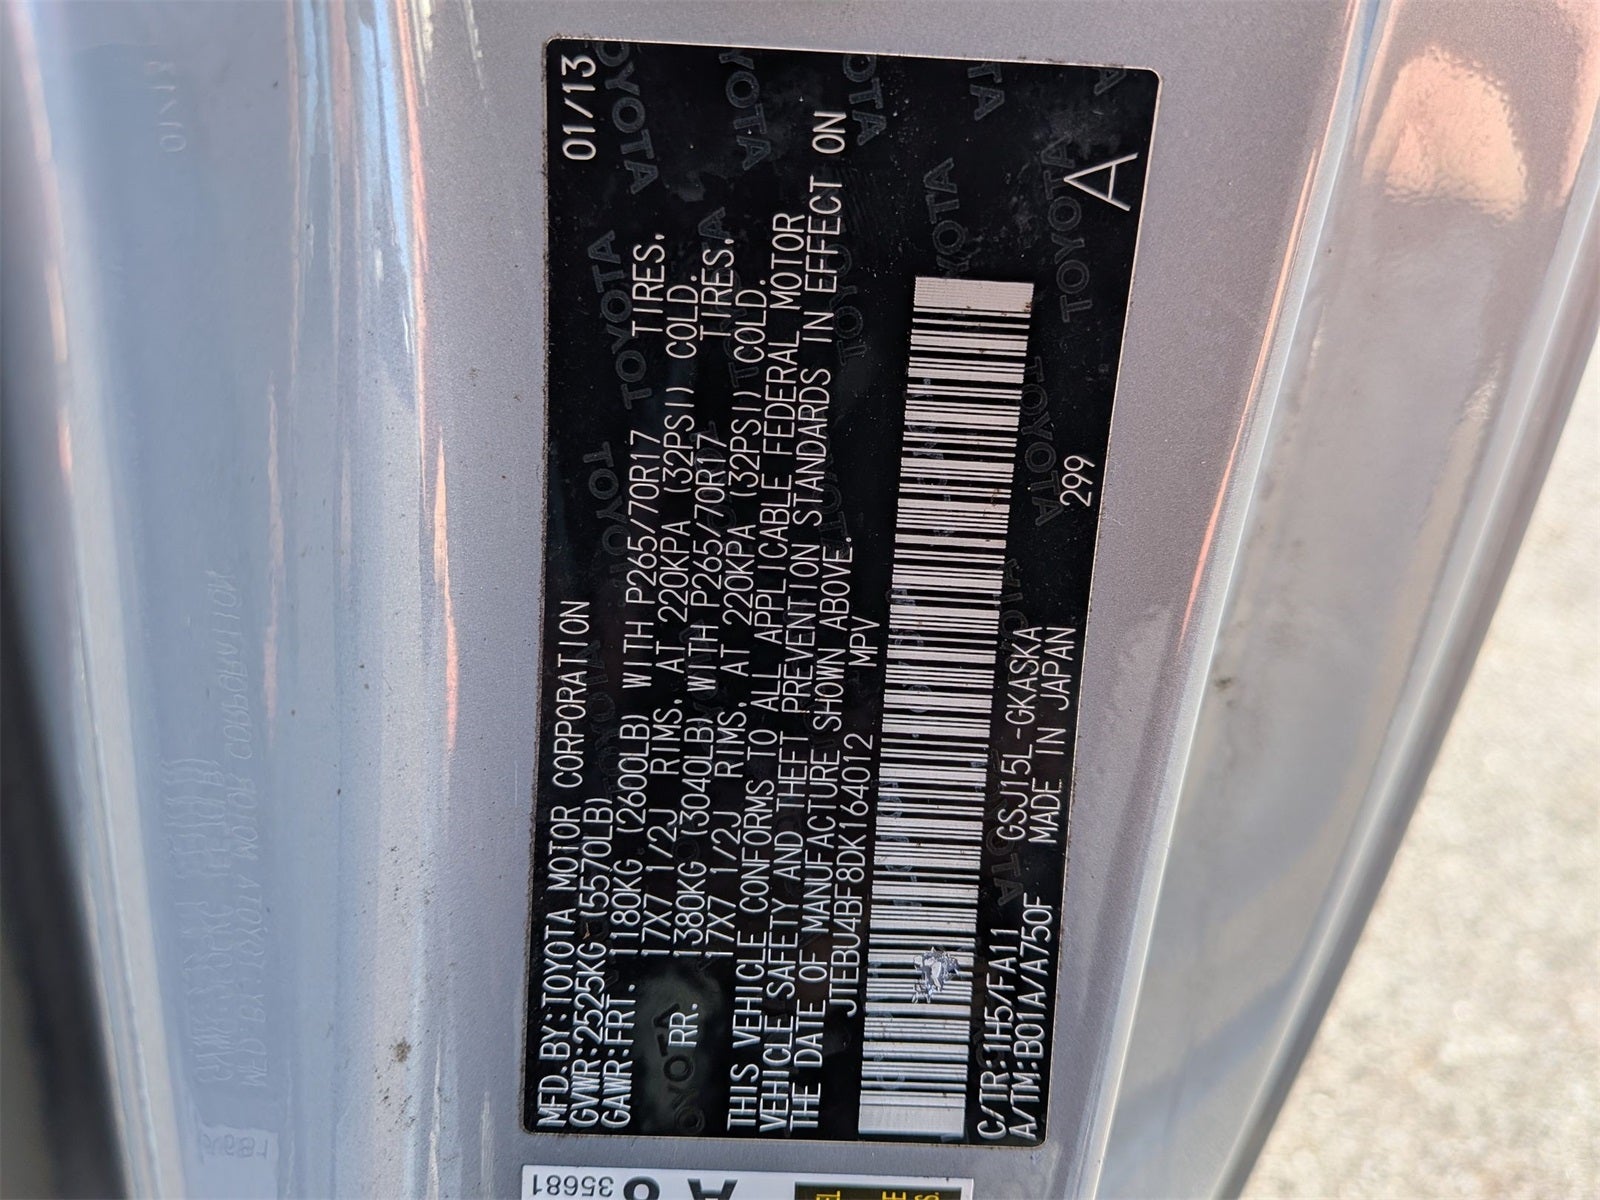 MFD.BY:TOYOTA MOTOR CORPORATION 01/13
GVWR:2525KG (5570LB)
GAWR:FRT. 1180KG (2600LB) WITH P265/70R17 TIRES,
17X7 1/2J RIMS, AT 220KPA (32PSI) COLD.
RR. 1380KG (3040LB) WITH P265/70R17 TIRES,
17X7 1/2J RIMS, AT 220KPA (32PSI) COLD.
THIS VEHICLE CONFORMS TO ALL APPLICABLE FEDERAL MOTOR
VEHICLE SAFETY AND THEFT PREVENTION STANDARDS IN EFFECT ON
THE DATE OF MANUFACTURE SHOWN ABOVE.
JTEBU4BF8DK164012 MPV
C/TR:1H5/FA11 GSJ15L-GKASKA 299
A/TM:B01A/A750F MADE IN JAPAN A
35681